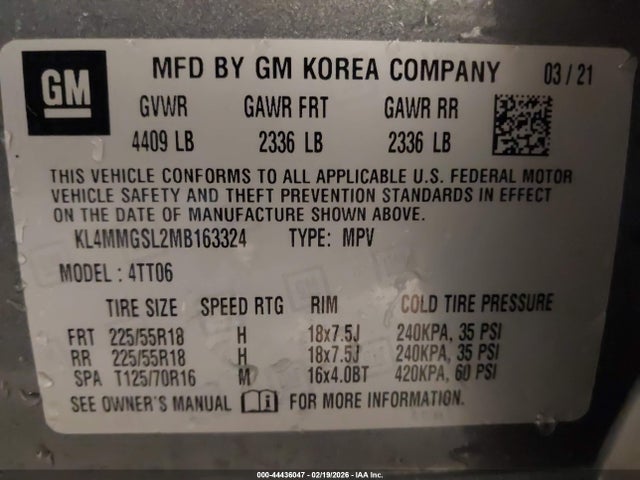 GM
MFD BY GM KOREA COMPANY 03 / 21
GVWR GAWR FRT GAWR RR
4409 LB 2336 LB 2336 LB
THIS VEHICLE CONFORMS TO ALL APPLICABLE U.S. FEDERAL MOTOR
VEHICLE SAFETY AND THEFT PREVENTION STANDARDS IN EFFECT
ON THE DATE OF MANUFACTURE SHOWN ABOVE.
KL4MMGSL2MB163324 TYPE: MPV
MODEL : 4TT06
TIRE SIZE SPEED RTG RIM COLD TIRE PRESSURE
FRT 225/55R18 H 18x7.5J 240KPA, 35 PSI
RR 225/55R18 H 18x7.5J 240KPA, 35 PSI
SPA T125/70R16 M 16x4.0BT 420KPA, 60 PSI
SEE OWNER'S MANUAL FOR MORE INFORMATION.
000-44436047 - 02/19/2026 - IAA Inc.